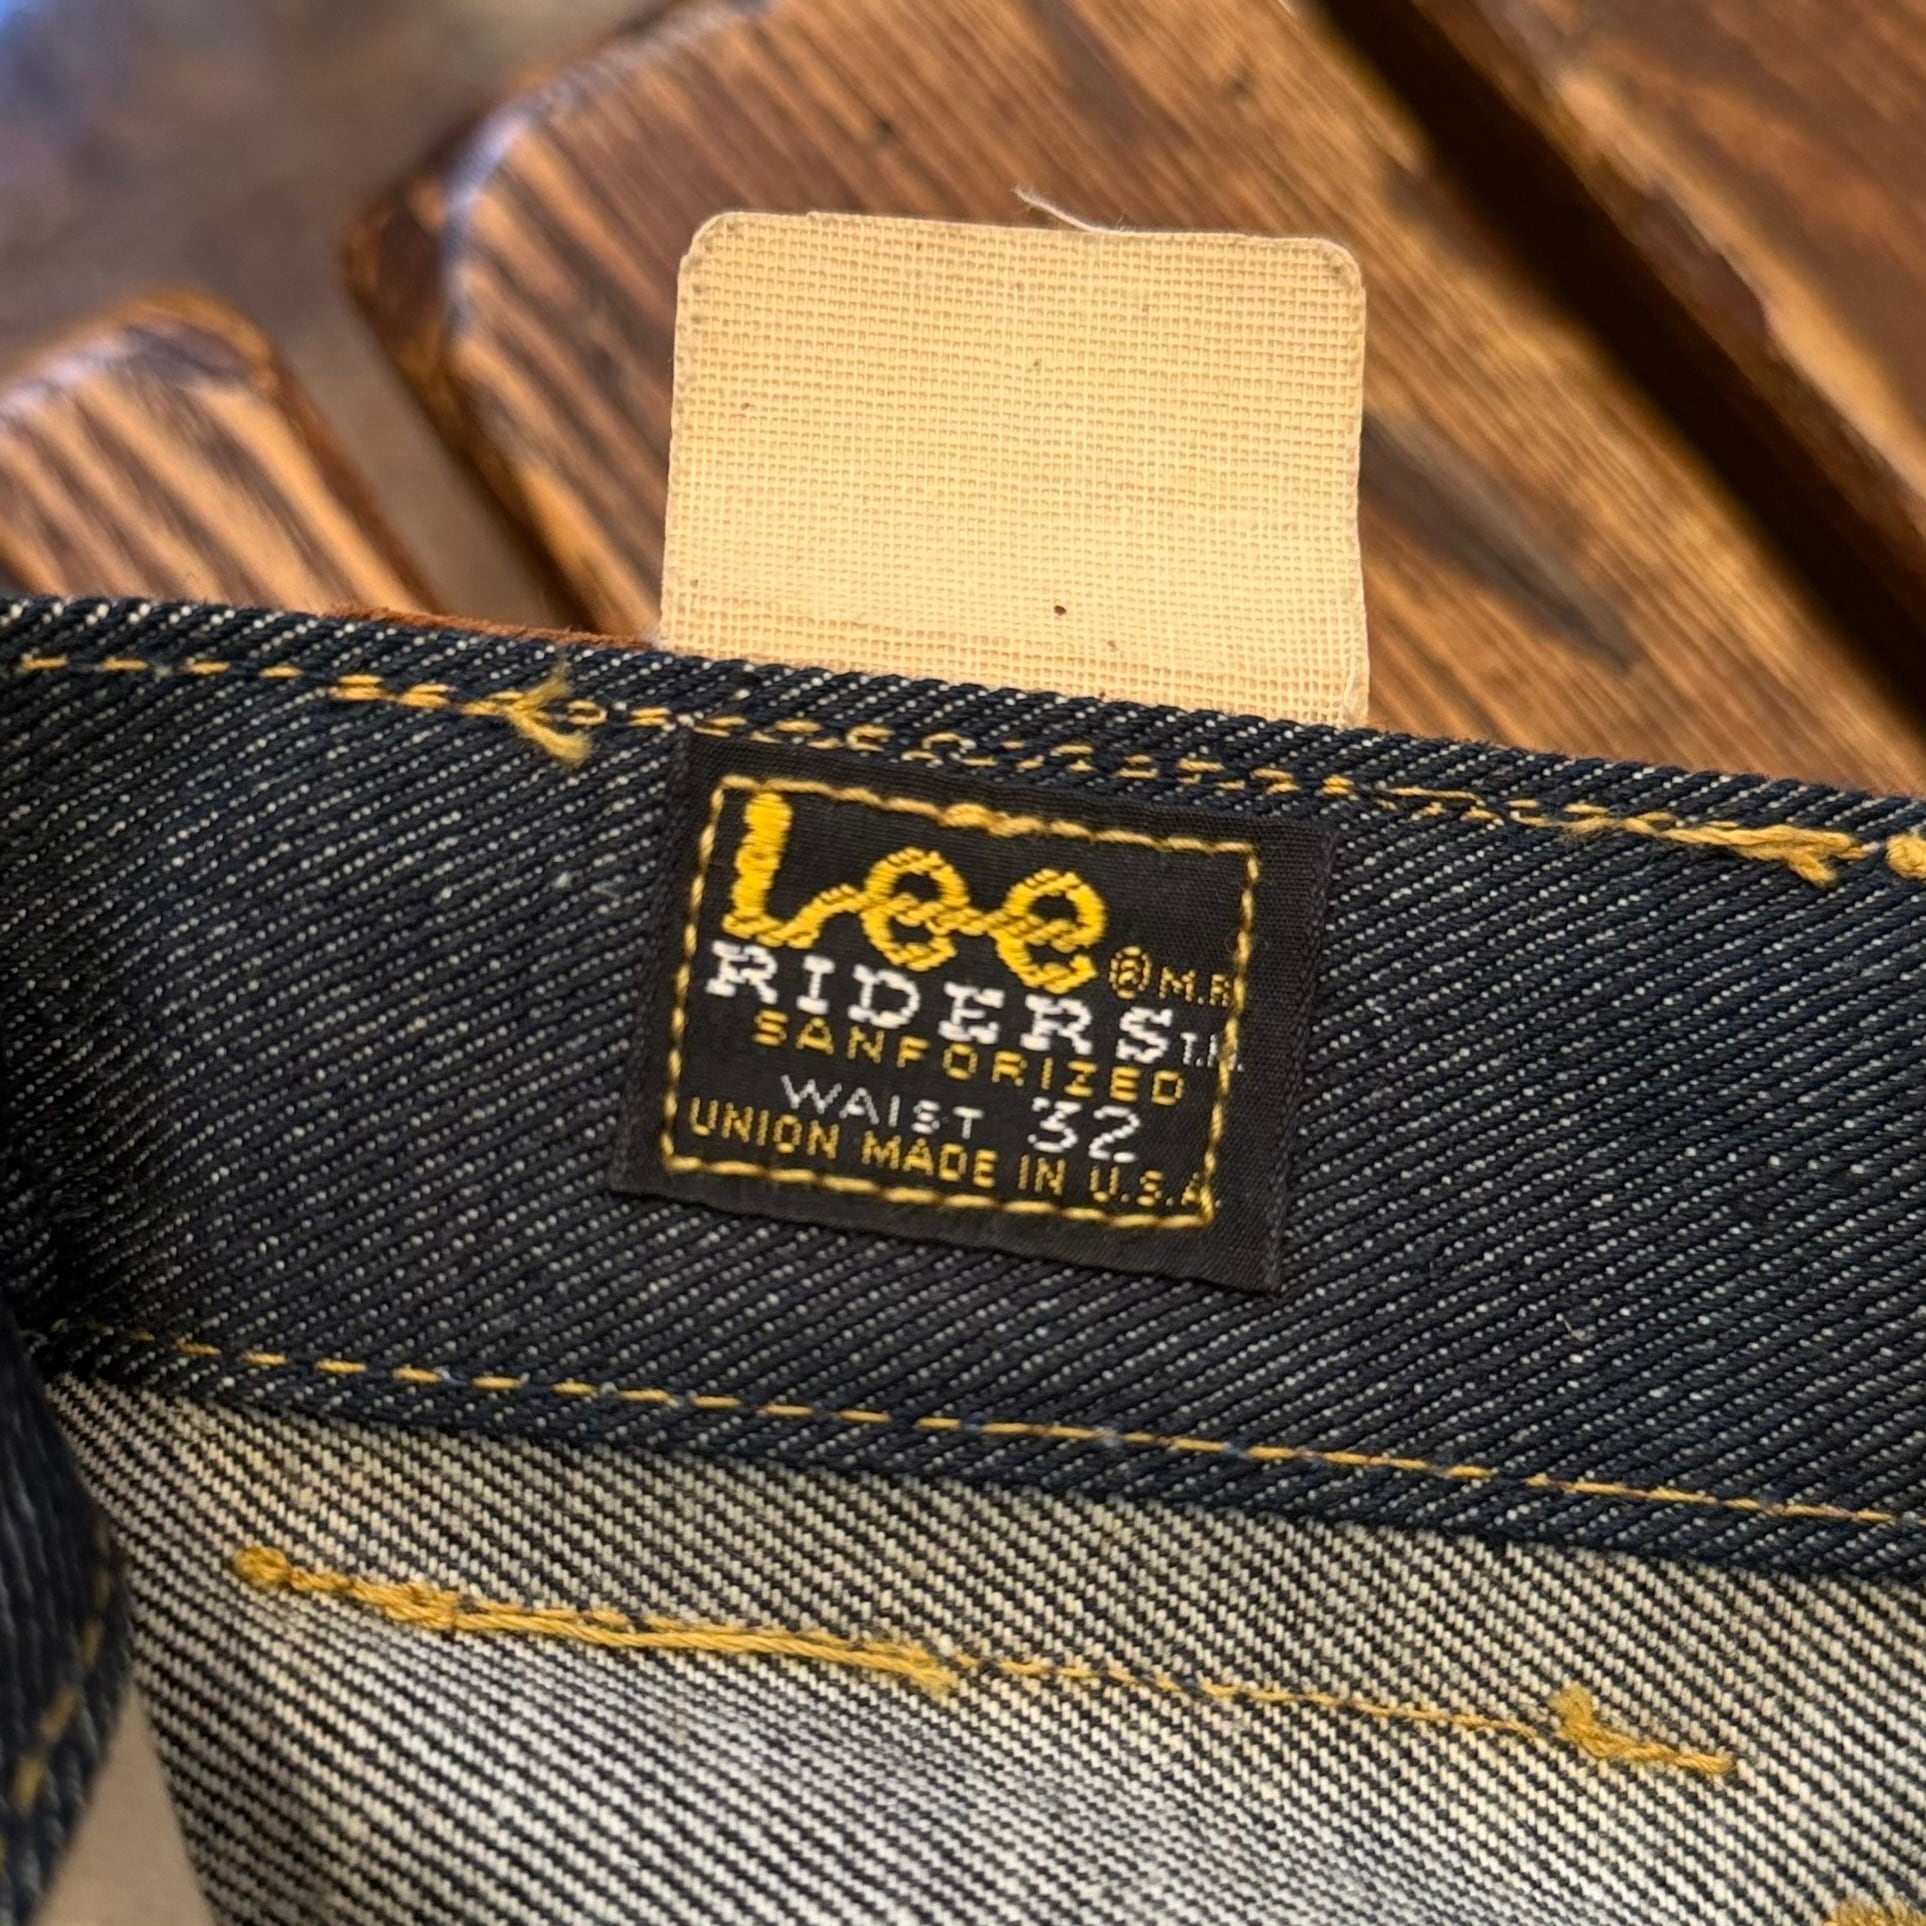 Lee ® M.R.
RIDERS T.M.
SANFORIZED
WAIST 32
UNION MADE IN U.S.A.